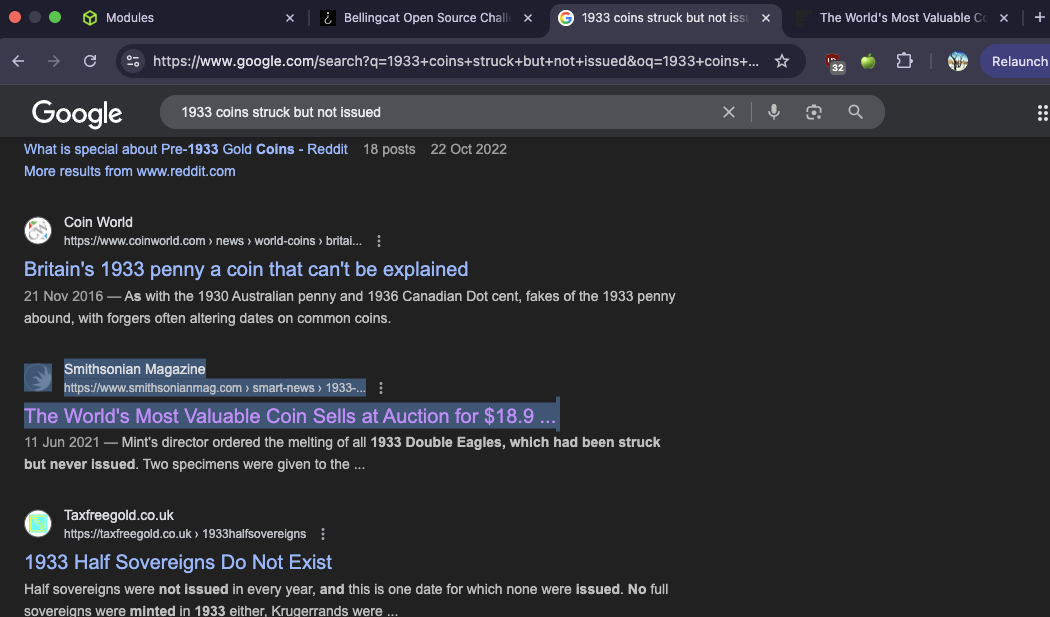 Modules
Bellingcat Open Source Chall
1933 coins struck but not issu
The World's Most Valuable Co
https://www.google.com/search?q=1933+coins+struck+but+not+issued&oq=1933+coins+...
32
Relaunch
Google
1933 coins struck but not issued
What is special about Pre-1933 Gold Coins - Reddit 18 posts 22 Oct 2022
More results from www.reddit.com
Coin World
https://www.coinworld.com › news › world-coins › britai...
Britain's 1933 penny a coin that can't be explained
21 Nov 2016 — As with the 1930 Australian penny and 1936 Canadian Dot cent, fakes of the 1933 penny
abound, with forgers often altering dates on common coins.
Smithsonian Magazine
https://www.smithsonianmag.com › smart-news › 1933-...
The World's Most Valuable Coin Sells at Auction for $18.9 ...
11 Jun 2021 — Mint's director ordered the melting of all 1933 Double Eagles, which had been struck
but never issued. Two specimens were given to the ...
Taxfreegold.co.uk
https://taxfreegold.co.uk › 1933halfsovereigns
1933 Half Sovereigns Do Not Exist
Half sovereigns were not issued in every year, and this is one date for which none were issued. No full
sovereigns were minted in 1933 either, Krugerrands were ...